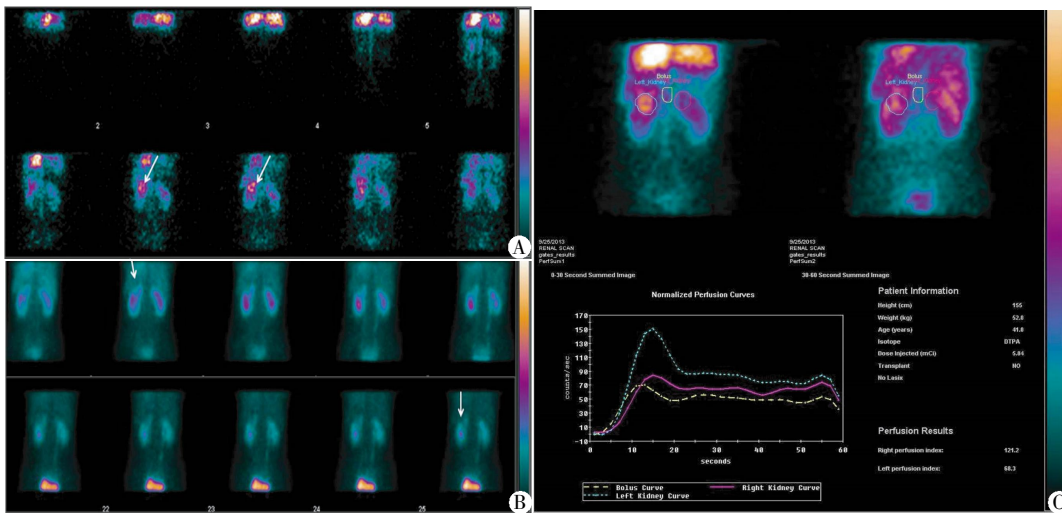 2
3
4
5
A
22
23
24
25
B
Bolus
Left_Kidney
Bolus
Left_Kidney
9/25/2013
RENAL SCAN
gates_results
PerfSum1
9/25/2013
RENAL SCAN
gates_results
PerfSum2
0-30 Second Summed Image
30-60 Second Summed Image
Normalized Perfusion Curves
counts/sec
170
150
130
110
90
70
50
30
10
-10
0
10
20
30
40
50
60
seconds
Bolus Curve
Right Kidney Curve
Left Kidney Curve
Patient Information
Height (cm) 155
Weight (kg) 52.0
Age (years) 41.0
Isotope DTPA
Dose Injected (mCi) 5.04
Transplant NO
No Lasix
Perfusion Results
Right perfusion index: 121.2
Left perfusion index: 68.3
C